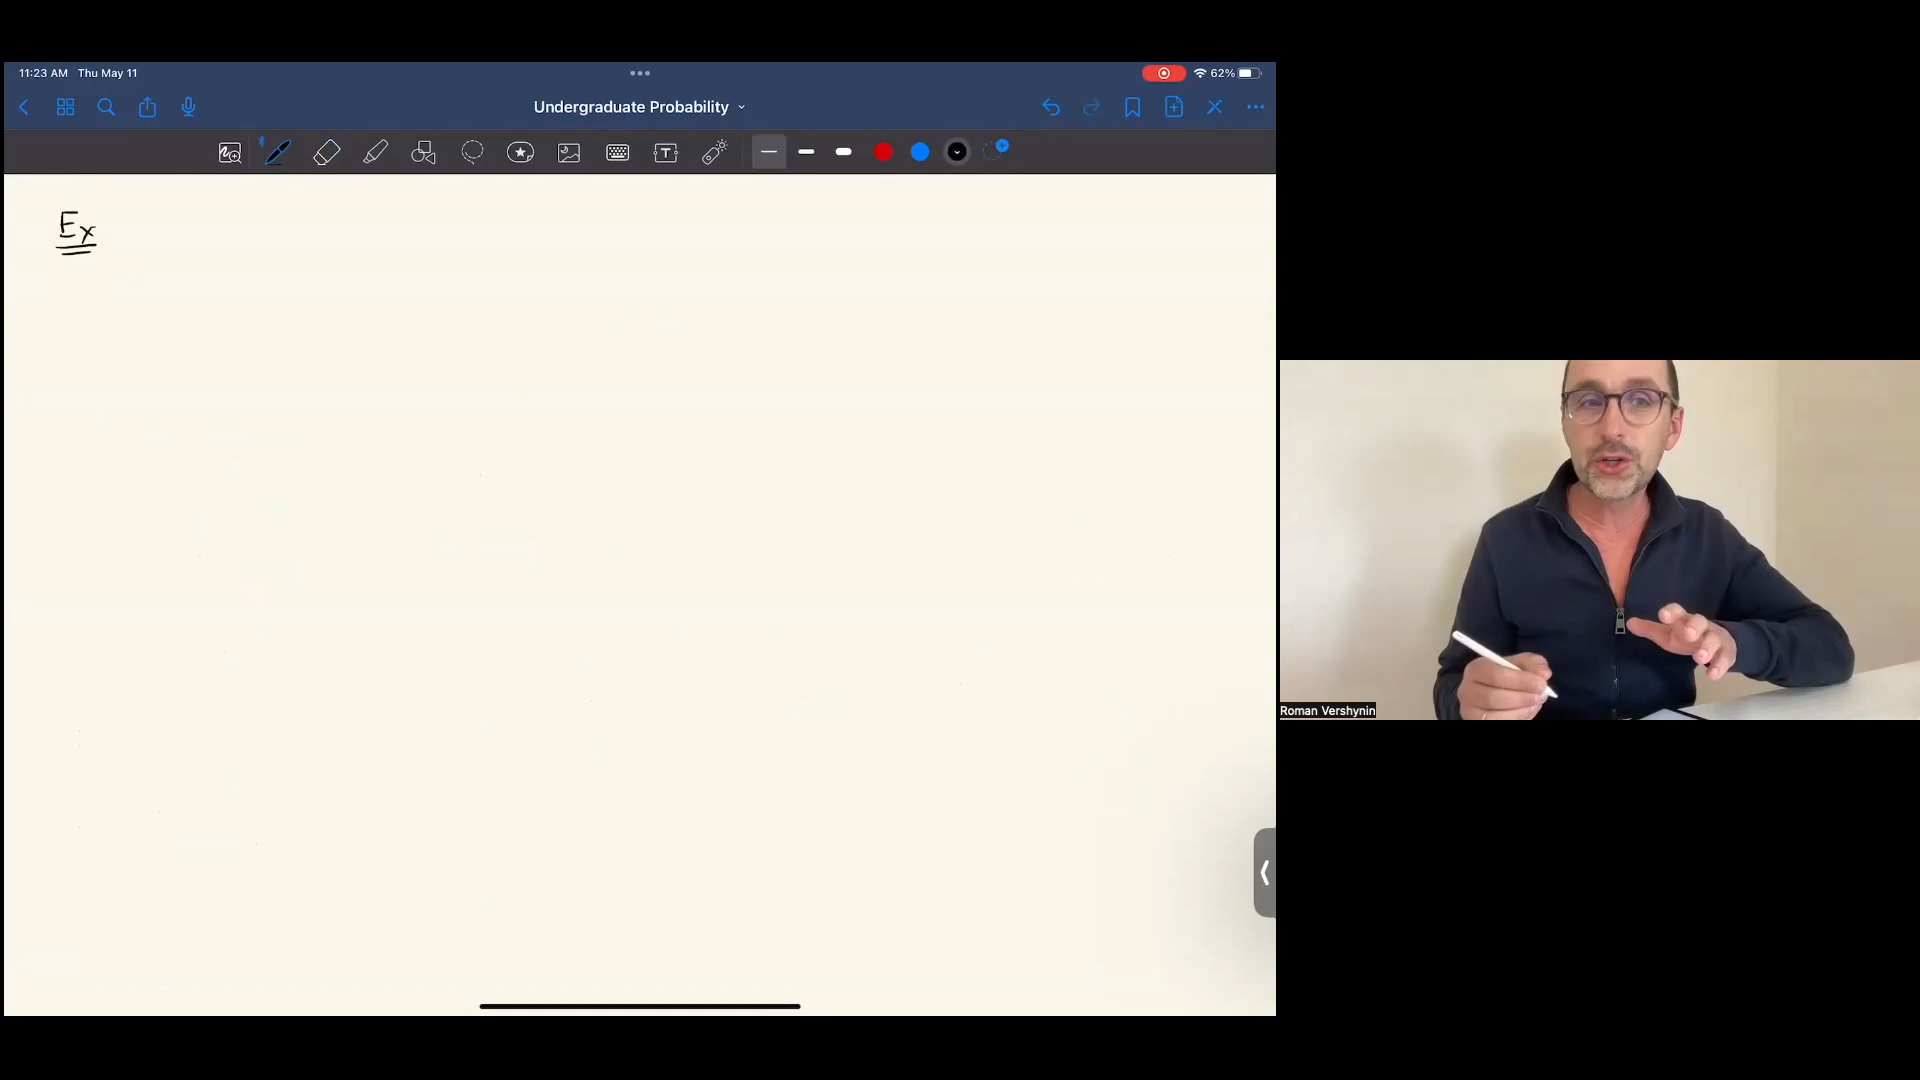 11:23 AM Thu May 11
62%
Undergraduate Probability
T
Ex
Roman Vershynin